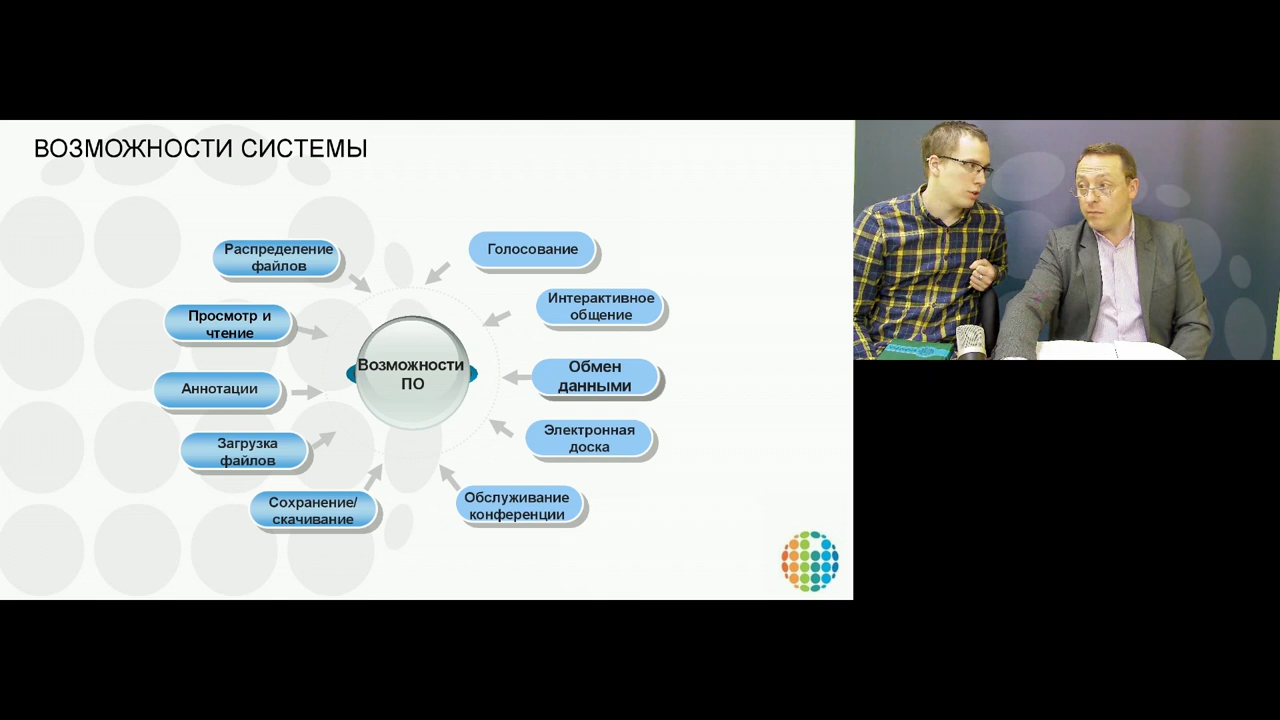 ВОЗМОЖНОСТИ СИСТЕМЫ
Распределение
файлов
Просмотр и
чтение
Аннотации
Загрузка
файлов
Сохранение/
скачивание
Возможности
ПО
Голосование
Интерактивное
общение
Обмен
данными
Электронная
доска
Обслуживание
конференции